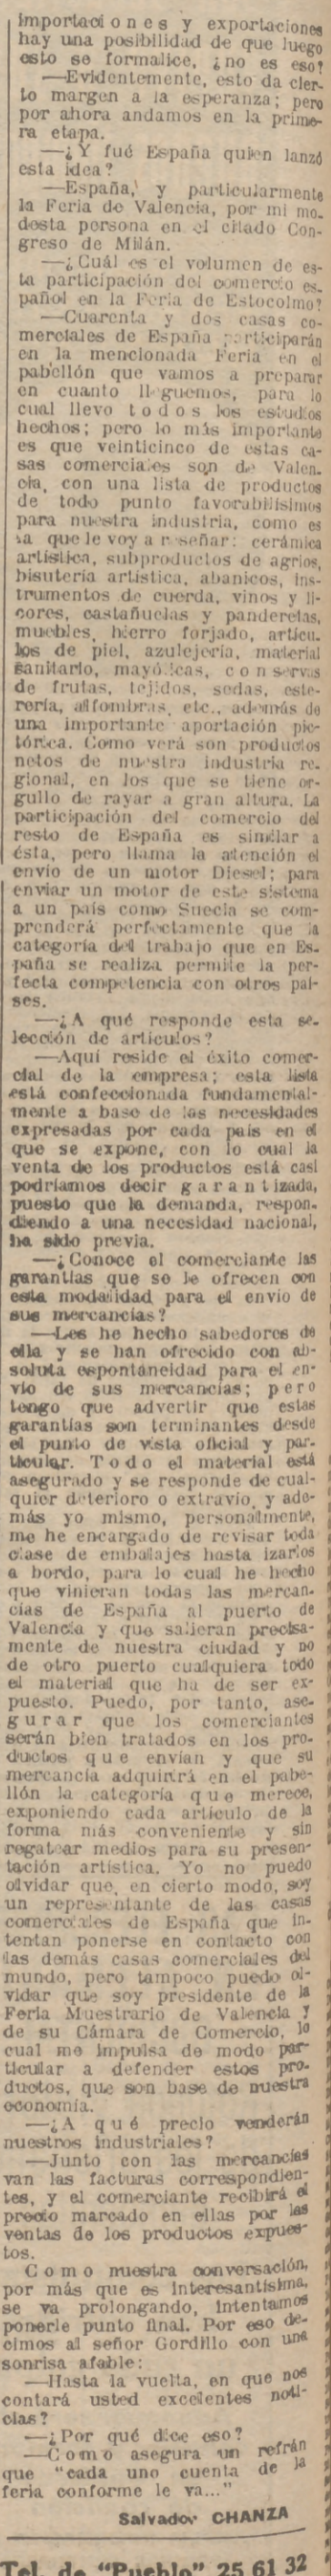 importaciones y exportaciones
hay una posibilidad de que luego
esto se formalice, ¿no es eso?
—Evidentemente, esto da cier-
to margen a la esperanza; pero
por ahora andamos en la prime-
ra etapa.
—¿Y fué España quien lanzó
esta idea?
—España, y particularmente
la Feria de Valencia, por mi mo-
desta persona en el citado Con-
greso de Milán.
—¿Cuál es el volumen de es-
ta participación del comercio es-
pañol en la Feria de Estocolmo?
—Cuarenta y dos casas co-
merciales de España participarán
en la mencionada Feria en el
pabellón que vamos a preparar
en cuanto lleguemos, para lo
cual llevo todos los estudios
hechos; pero lo más importante
es que veinticinco de estas ca-
sas comerciales son de Valen-
cia, con una lista de productos
de todo punto favorabilísimos
para nuestra industria, como es
la que le voy a reseñar: cerámica
artística, subproductos de agrios,
bisutería artística, abanicos, ins-
trumentos de cuerda, vinos y li-
cores, castañuelas y panderetas,
muebles, hierro forjado, artícu-
los de piel, azulejería, material
sanitario, mayólicas, conservas
de frutas, tejidos, sedas, este-
rería, alfombras, etc., además de
una importante aportación pic-
tórica. Como verá son productos
netos de nuestra industria re-
gional, en los que se tiene or-
gullo de rayar a gran altura. La
participación del comercio del
resto de España es similar a
ésta, pero llama la atención el
envío de un motor Diesel; para
enviar un motor de este sistema
a un país como Suecia se com-
prenderá perfectamente que la
categoría del trabajo que en Es-
paña se realiza permite la per-
fecta competencia con otros paí-
ses.
—¿A qué responde esta se-
lección de artículos?
—Aquí reside el éxito comer-
cial de la empresa; esta lista
está confeccionada fundamental-
mente a base de las necesidades
expresadas por cada país en el
que se expone, con lo cual la
venta de los productos está casi
podríamos decir garantizada,
puesto que la demanda, respon-
diendo a una necesidad nacional,
ha sido previa.
—¿Conoce el comerciante las
garantías que se le ofrecen con
esta modalidad para el envío de
sus mercancías?
—Les he hecho sabedores de
ella y se han ofrecido con ab-
soluta espontaneidad para el en-
vío de sus mercancías; pero
tengo que advertir que estas
garantías son terminantes desde
el punto de vista oficial y par-
ticular. Todo el material está
asegurado y se responde de cual-
quier deterioro o extravío, y ade-
más yo mismo, personalmente,
me he encargado de revisar toda
clase de embalajes hasta izarlos
a bordo, para lo cual he hecho
que vinieran todas las mercan-
cías de España al puerto de
Valencia y que salieran precisa-
mente de nuestra ciudad y no
de otro puerto cualquiera todo
el material que ha de ser ex-
puesto. Puedo, por tanto, ase-
gurar que los comerciantes
serán bien tratados en los pro-
ductos que envían y que su
mercancía adquirirá en el pabe-
llón la categoría que merece,
exponiendo cada artículo de la
forma más conveniente y sin
regatear medios para su presen-
tación artística. Yo no puedo
olvidar que, en cierto modo, soy
un representante de las casas
comerciales de España que in-
tentan ponerse en contacto con
las demás casas comerciales del
mundo, pero tampoco puedo ol-
vidar que soy presidente de la
Feria Muestrario de Valencia y
de su Cámara de Comercio, lo
cual me impulsa de modo par-
ticular a defender estos pro-
ductos, que son base de nuestra
economía.
—¿A qué precio venderán
nuestros industriales?
—Junto con las mercancías
van las facturas correspondien-
tes, y el comerciante recibirá el
precio marcado en ellas por las
ventas de los productos expues-
tos.
Como nuestra conversación,
por más que es interesantísima,
se va prolongando, intentamos
ponerle punto final. Por eso de-
cimos al señor Gordillo con una
sonrisa afable:
—Hasta la vuelta, en que nos
contará usted excelentes noti-
cias?
—¿Por qué dice eso?
—Como asegura un refrán
que "cada uno cuenta de la
feria conforme le va..."
Salvador CHANZA
Tel. de "Pueblo" 25 61 32